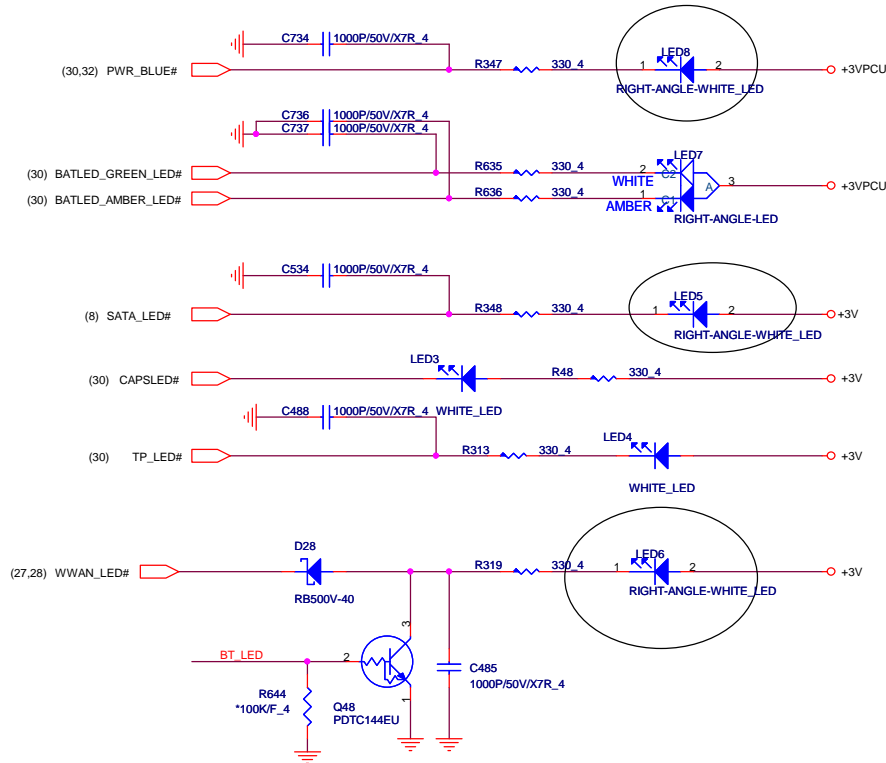 C734 1000P/50V/X7R_4
(30,32) PWR_BLUE# R347 330_4 1 LED8 2 +3VPCU
RIGHT-ANGLE-WHITE_LED
C736 1000P/50V/X7R_4
C737 1000P/50V/X7R_4
LED7
(30) BATLED_GREEN_LED# R635 330_4 2 C2
WHITE A 3 +3VPCU
(30) BATLED_AMBER_LED# R636 330_4 1 C1
AMBER
RIGHT-ANGLE-LED
C534 1000P/50V/X7R_4
(8) SATA_LED# R348 330_4 1 LED5 2 +3V
RIGHT-ANGLE-WHITE_LED
LED3
(30) CAPSLED# R48 330_4 +3V
WHITE_LED
C488 1000P/50V/X7R_4
(30) TP_LED# R313 330_4 LED4 +3V
WHITE_LED
D28
(27,28) WWAN_LED# R319 330_4 1 LED6 2 +3V
RB500V-40
RIGHT-ANGLE-WHITE_LED
3
BT_LED 2
C485
1000P/50V/X7R_4
R644
*100K/F_4
Q48
PDTC144EU
1